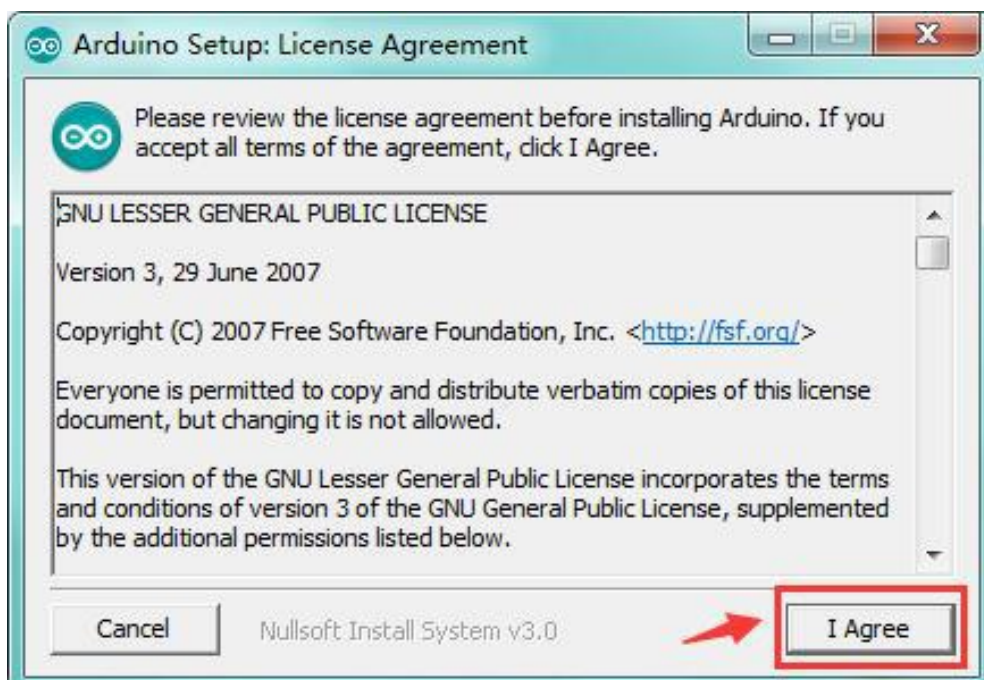 Arduino Setup: License Agreement
Please review the license agreement before installing Arduino. If you
accept all terms of the agreement, click I Agree.
GNU LESSER GENERAL PUBLIC LICENSE
Version 3, 29 June 2007
Copyright (C) 2007 Free Software Foundation, Inc. <http://fsf.org/>
Everyone is permitted to copy and distribute verbatim copies of this license
document, but changing it is not allowed.
This version of the GNU Lesser General Public License incorporates the terms
and conditions of version 3 of the GNU General Public License, supplemented
by the additional permissions listed below.
Cancel
Nullsoft Install System v3.0
I Agree